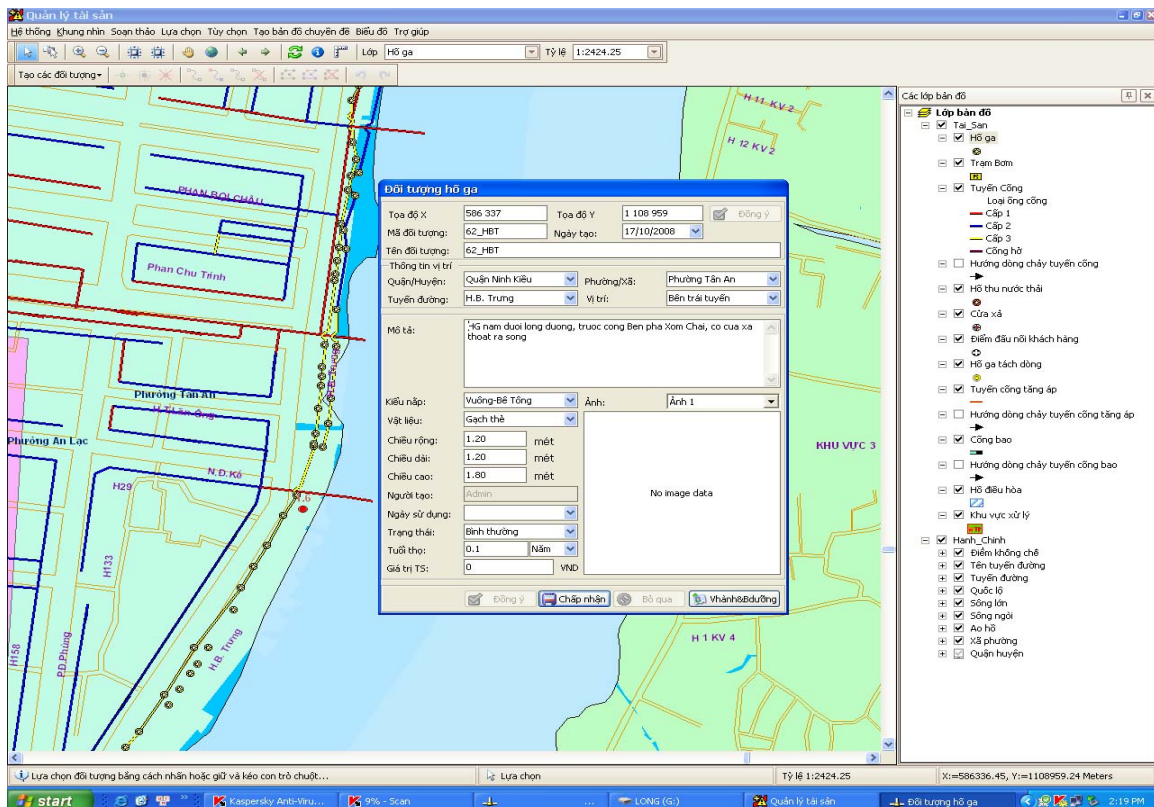 Quản lý tài sản
Hệ thống Khung nhìn Soạn thảo Lựa chọn Tùy chọn Tạo bản đồ chuyên đề Biểu đồ Trợ giúp
Lớp Hố ga Tỷ lệ 1:2424.25
Tạo các đối tượng
H 11 KV 2
H 12 KV 2
PHAN BỘI CHÂU
Phan Chu Trinh
Phường Tân An
H.T.Lãn Ông
Phường An Lạc
N.D.Kế
H29
H133
H158
P.D.Phùng
H.B. Trưng
KHU VỰC 3
H 1 KV 4
Đối tượng hố ga
Tọa độ X 586 337 Tọa độ Y 1 108 959 Đồng ý
Mã đối tượng: 62_HBT Ngày tạo: 17/10/2008
Tên đối tượng: 62_HBT
Thông tin vị trí
Quận/Huyện: Quận Ninh Kiều Phường/Xã: Phường Tân An
Tuyến đường: H.B. Trưng Vị trí: Bên trái tuyến
Mô tả: HG nam duoi long duong, truoc cong Ben pha Xom Chai, co cua xa
thoat ra song
Kiểu nắp: Vuông-Bê Tông Ảnh: Ảnh 1
Vật liệu: Gạch thẻ
Chiều rộng: 1.20 mét
Chiều dài: 1.20 mét
Chiều cao: 1.80 mét
No image data
Người tạo: Admin
Ngày sử dụng:
Trạng thái: Bình thường
Tuổi thọ: 0.1 Năm
Giá trị TS: 0 VND
Đồng ý Chấp nhận Bỏ qua Vhành&Bdưỡng
Các lớp bản đồ
Lớp bản đồ
Tai_San
Hố ga
Trạm Bơm
Tuyến Cống
Loại ống cống
Cấp 1
Cấp 2
Cấp 3
Cống hở
Hướng dòng chảy tuyến cống
Hố thu nước thải
Cửa xả
Điểm đấu nối khách hàng
Hố ga tách dòng
Tuyến cống tăng áp
Hướng dòng chảy tuyến cống tăng áp
Cống bao
Hướng dòng chảy tuyến cống bao
Hồ điều hòa
Khu vực xử lý
Hanh_Chinh
Điểm khống chế
Tên tuyến đường
Tuyến đường
Quốc lộ
Sông lớn
Sông ngòi
Ao hồ
Xã phường
Quận huyện
Lựa chọn đối tượng bằng cách nhấn hoặc giữ và kéo con trỏ chuột... Lựa chọn Tỷ lệ 1:2424.25 X:=586336.45, Y:=1108959.24 Meters
start Kaspersky Anti-Viru... 9% - Scan ... LONG (G:) Quản lý tài sản Đối tượng hố ga 2:19 PM